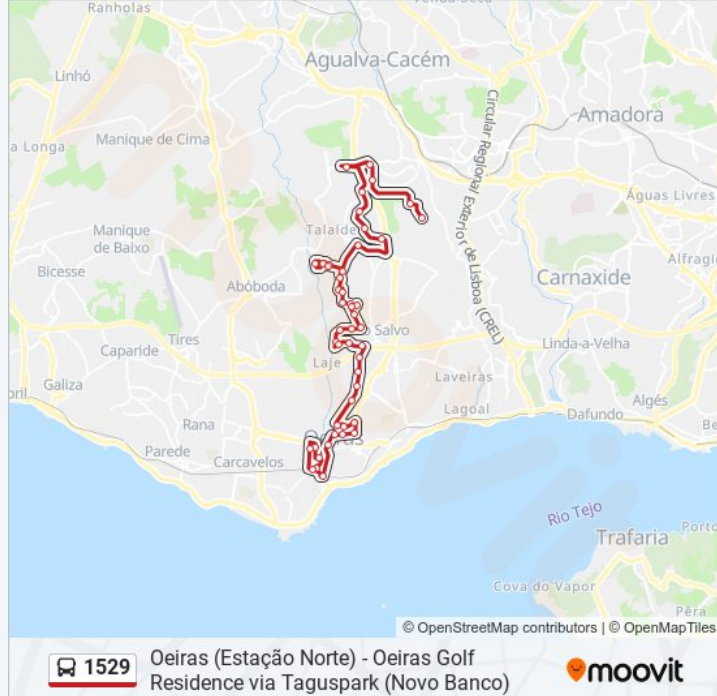 Ranholas
Linhó
Agualva-Cacém
Amadora
a Longa
Manique de Cima
Circular Regional Exterior de Lisboa (CREL)
Águas Livres
Manique
de Baixo
Talaíde
Alfragi
Bicesse
Abóboda
Carnaxide
Tires
Salvo
Linda-a-Velha
Caparide
Laje
oril
Galiza
Laveiras
Algés
Lagoal
Dafundo
Be
Rana
Parede
Carcavelos
Rio Tejo
Porto
Trafaria
Cova do Vapor
Pêra
© OpenStreetMap contributors | © OpenMapTiles
1529
Oeiras (Estação Norte) - Oeiras Golf
Residence via Taguspark (Novo Banco)
moovit